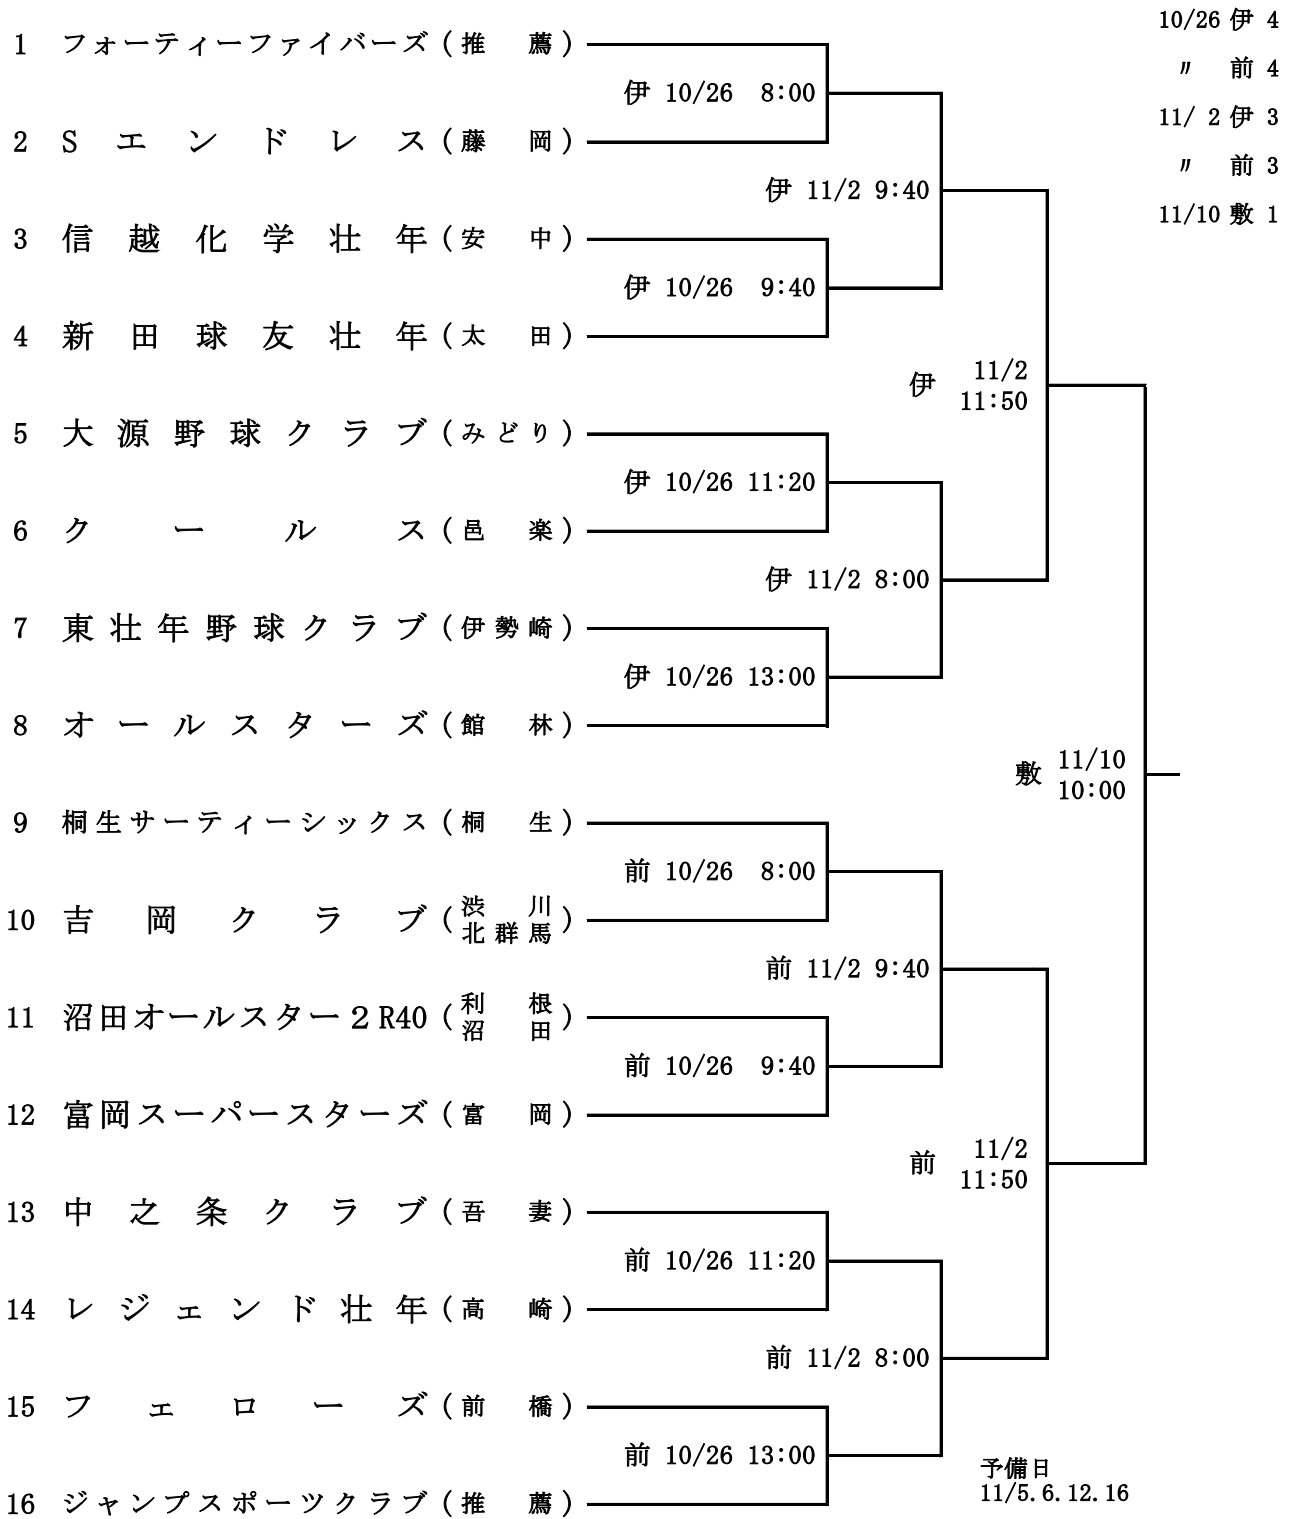 10/26 伊 4
〃 前 4
11/ 2 伊 3
〃 前 3
11/10 敷 1
1 フォーティーファイバーズ(推 薦)
伊 10/26 8:00
2 Sエンドレス(藤 岡)
伊 11/2 9:40
3 信越化学壮年(安 中)
伊 10/26 9:40
4 新田球友壮年(太 田)
伊 11/2
11:50
5 大源野球クラブ(みどり)
伊 10/26 11:20
6 クールス(邑 楽)
伊 11/2 8:00
7 東壮年野球クラブ(伊勢崎)
伊 10/26 13:00
8 オールスターズ(館 林)
敷 11/10
10:00
9 桐生サーティーシックス(桐 生)
前 10/26 8:00
10 吉岡クラブ(渋 川
北群馬)
前 11/2 9:40
11 沼田オールスター2R40(利 根
沼 田)
前 10/26 9:40
12 富岡スーパースターズ(富 岡)
前 11/2
11:50
13 中之条クラブ(吾 妻)
前 10/26 11:20
14 レジェンド壮年(高 崎)
前 11/2 8:00
15 フェローズ(前 橋)
前 10/26 13:00
16 ジャンプスポーツクラブ(推 薦)
予備日
11/5.6.12.16